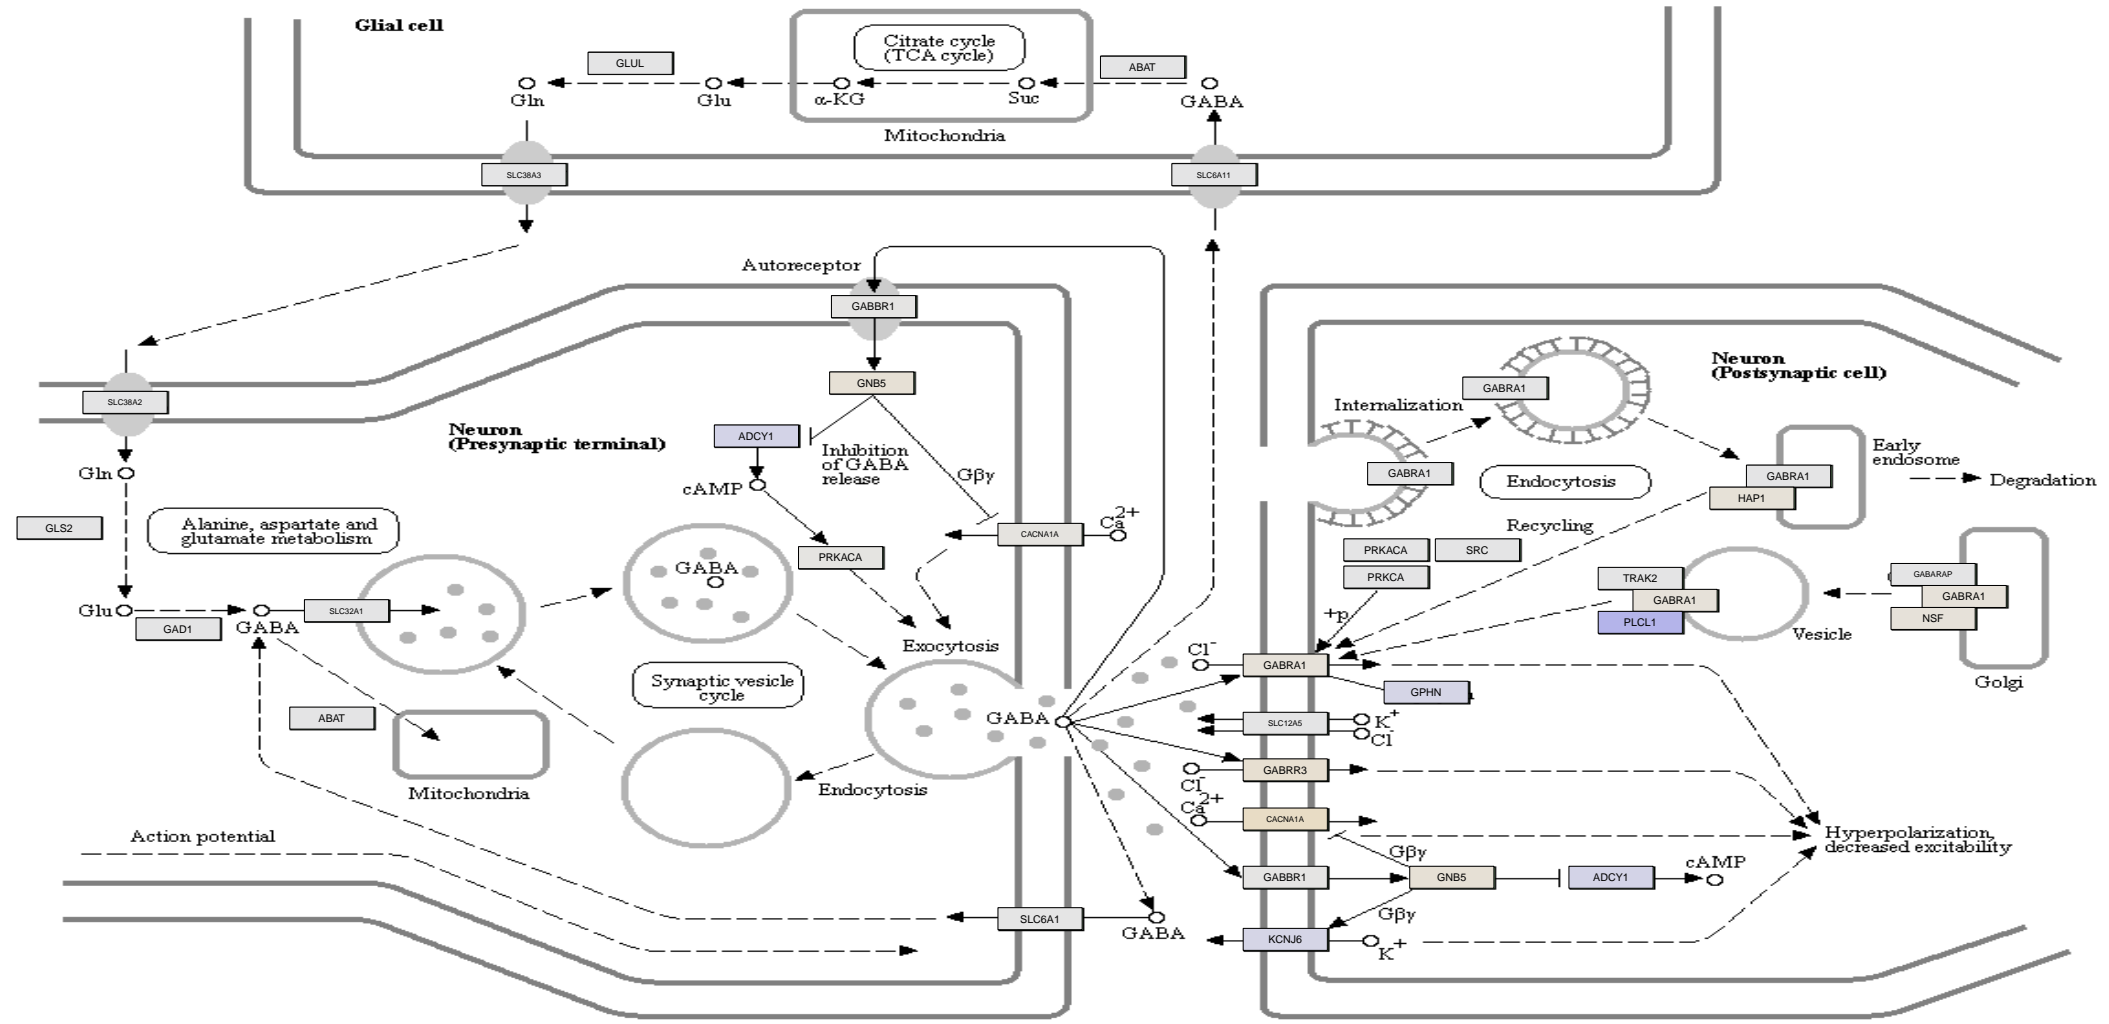 Glial cell
Citrate cycle
(TCA cycle)
GLUL
ABAT
Gln
Glu
α-KG
Suc
GABA
Mitochondria
SLC38A3
SLC6A11
Autoreceptor
GABBR1
GNB5
SLC38A2
Neuron
(Presynaptic terminal)
ADCY1
Inhibition
of GABA
release
Gβγ
cAMP
Gln
GLS2
Alanine, aspartate and
glutamate metabolism
GABA
PRKACA
CACNA1A
Ca2+
Glu
GAD1
GABA
SLC32A1
Exocytosis
Synaptic vesicle
cycle
ABAT
Mitochondria
GABA
Endocytosis
Action potential
SLC6A1
GABA
Neuron
(Postsynaptic cell)
GABRA1
Internalization
GABRA1
Endocytosis
GABRA1
HAP1
Early
endosome
Degradation
Recycling
PRKACA
SRC
PRKCA
+p
TRAK2
GABRA1
PLCL1
Vesicle
GABARAP
GABRA1
NSF
Golgi
Cl-
GABRA1
GPHN
SLC12A5
K+
Cl-
GABRR3
Cl-
Ca2+
CACNA1A
Hyperpolarization,
decreased excitability
Gβγ
GABBR1
GNB5
ADCY1
cAMP
Gβγ
KCNJ6
K+